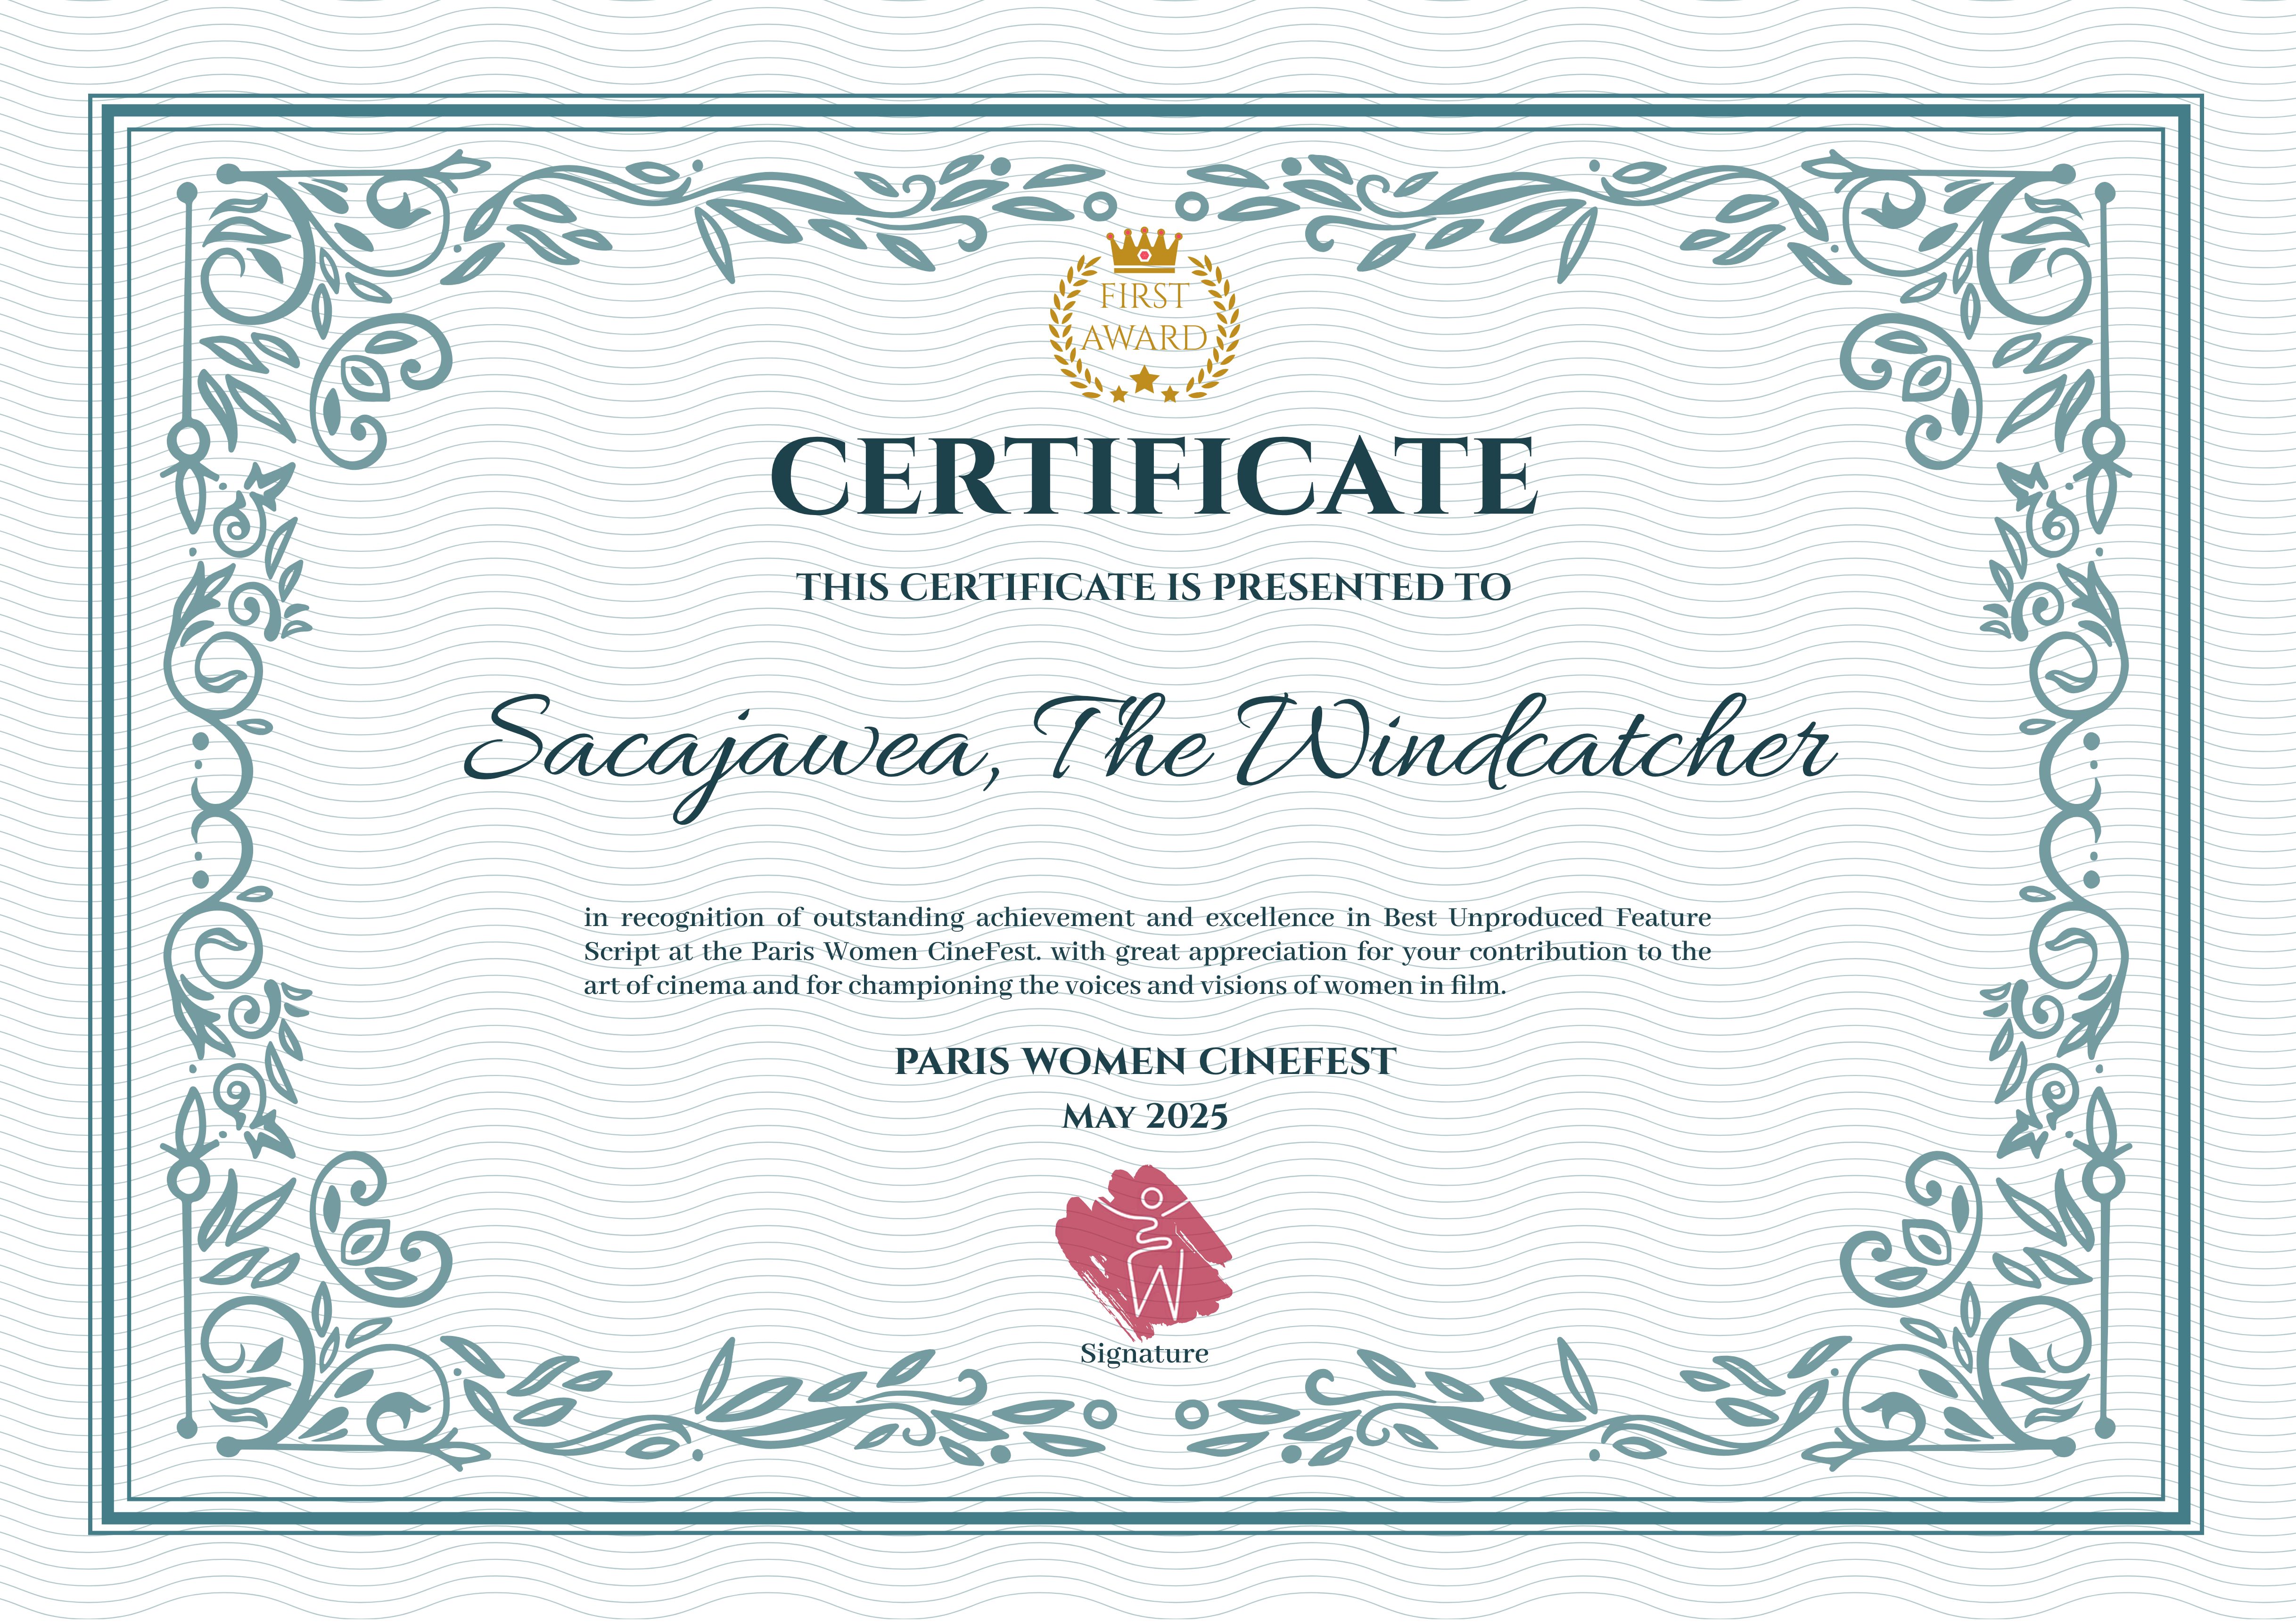 FIRST
AWARD
CERTIFICATE
THIS CERTIFICATE IS PRESENTED TO
Sacajawea, The Windcatcher
in recognition of outstanding achievement and excellence in Best Unproduced Feature
Script at the Paris Women CineFest. with great appreciation for your contribution to the
art of cinema and for championing the voices and visions of women in film.
PARIS WOMEN CINEFEST
MAY 2025
W
Signature